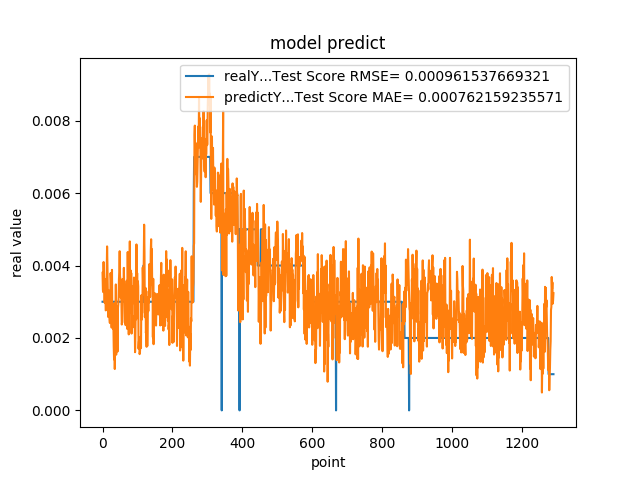 model predict
realY...Test Score RMSE= 0.000961537669321
predictY...Test Score MAE= 0.000762159235571
0.008
0.006
0.004
0.002
0.000
real value
0 200 400 600 800 1000 1200
point